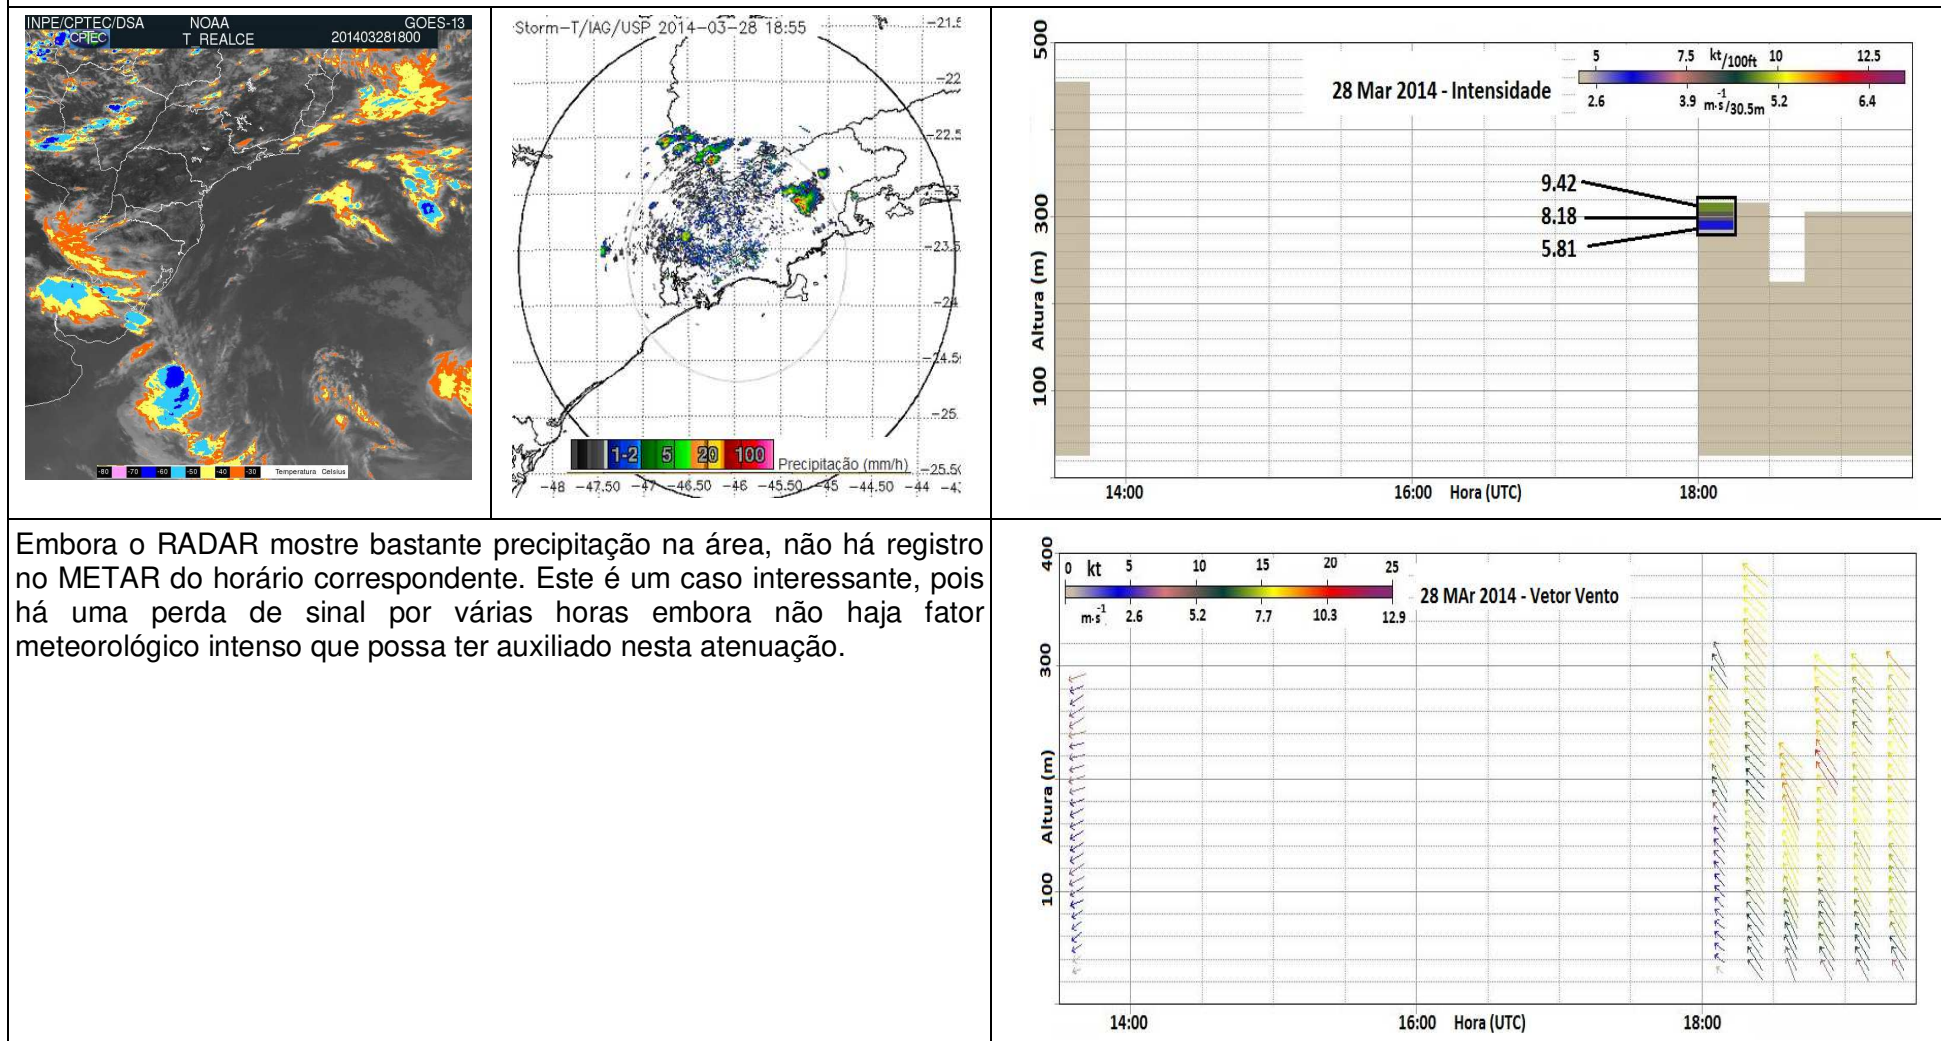 INPE/CPTEC/DSA NOAA GOES-13
CPTEC T_REALCE 201403281800
-80 -70 -60 -50 -40 -30 Temperatura Celsius
Storm-T/IAG/USP 2014-03-28 18:55
-21.5
-22
-22.5
-23
-23.5
-24
-24.5
-25
-25.50
1-2 5 20 100 Precipitação (mm/h)
-48 -47.50 -47 -46.50 -46 -45.50 -45 -44.50 -44
500
300
100
Altura (m)
28 Mar 2014 - Intensidade
5 7.5 kt/100ft 10 12.5
2.6 3.9 m·s-1/30.5m 5.2 6.4
9.42
8.18
5.81
14:00 16:00 Hora (UTC) 18:00
Embora o RADAR mostre bastante precipitação na área, não há registro
no METAR do horário correspondente. Este é um caso interessante, pois
há uma perda de sinal por várias horas embora não haja fator
meteorológico intenso que possa ter auxiliado nesta atenuação.
400
300
100
Altura (m)
0 kt 5 10 15 20 25
m·s-1 2.6 5.2 7.7 10.3 12.9
28 MAr 2014 - Vetor Vento
14:00 16:00 Hora (UTC) 18:00